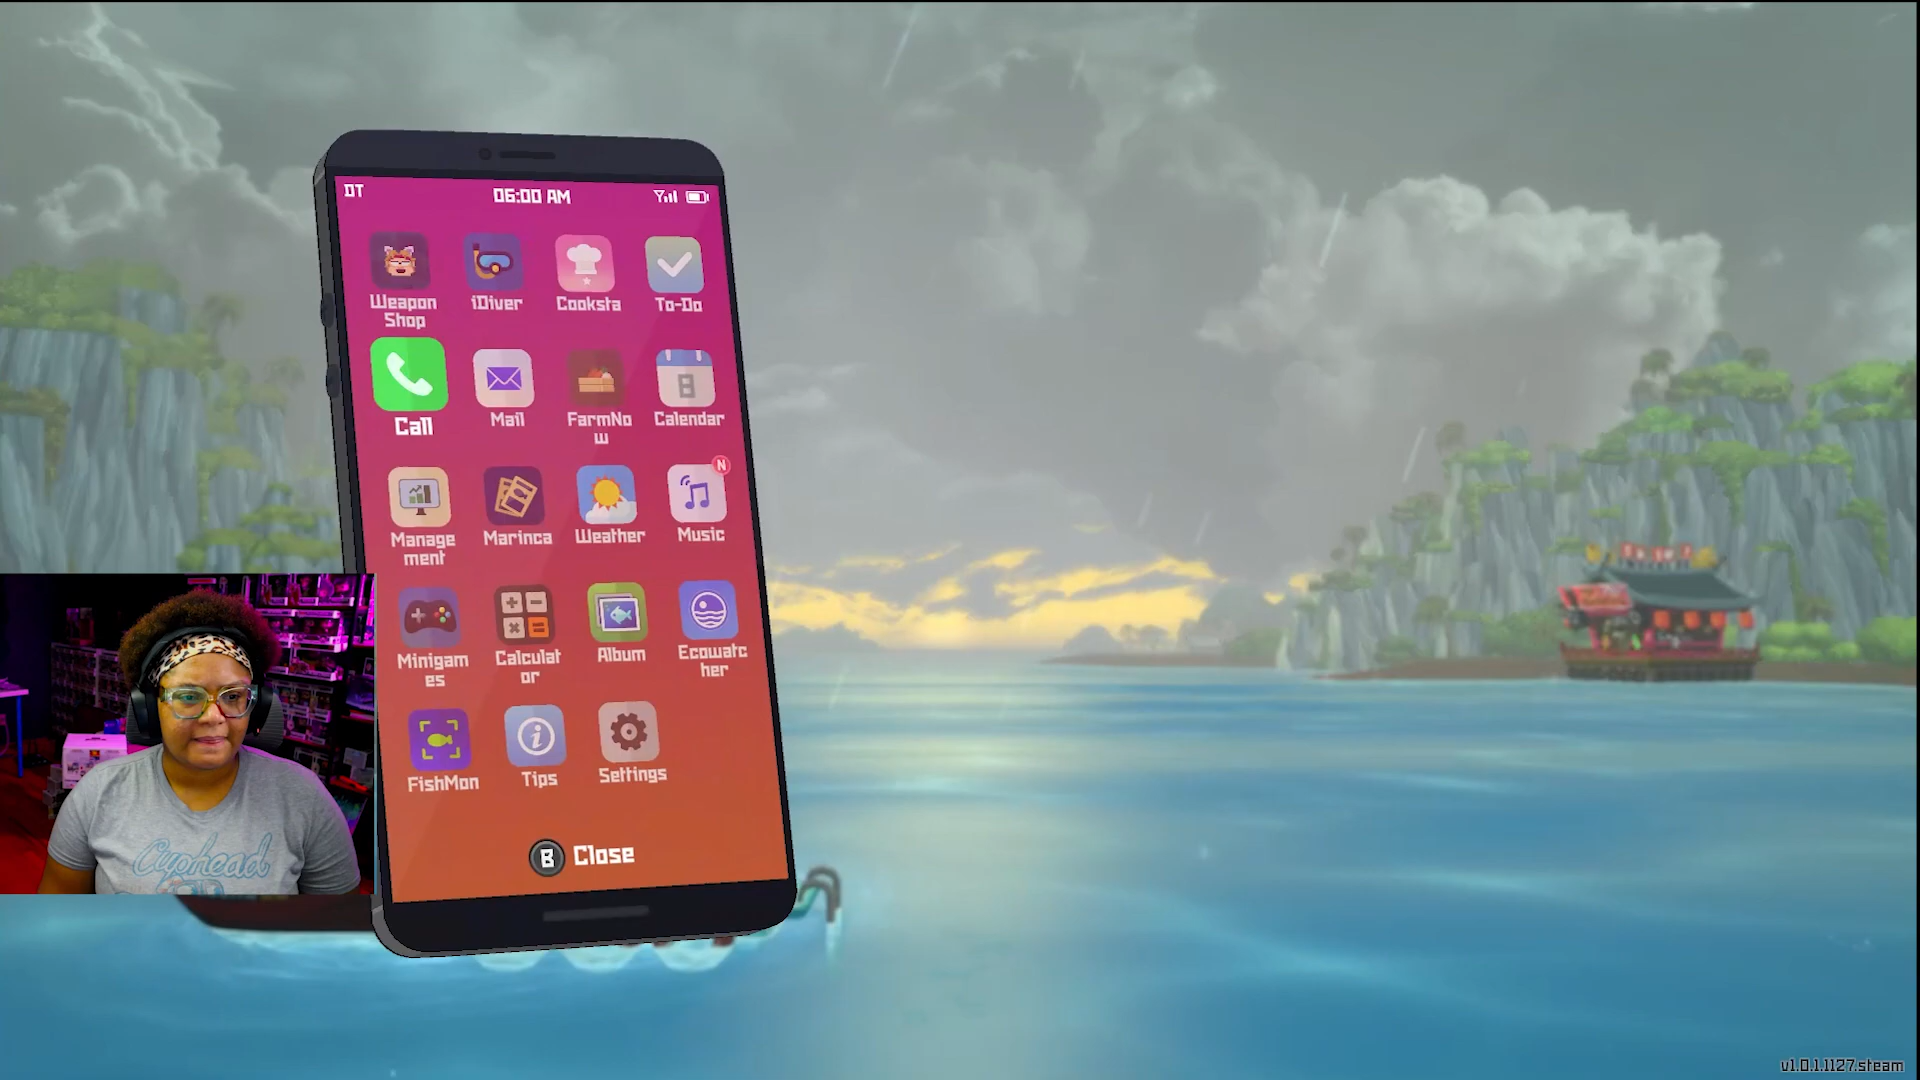 DT
06:00 AM
Weapon
Shop
iDiver
Cooksta
To-Do
Call
Mail
FarmNo
w
Calendar
8
Manage
ment
Marinca
Weather
N
Music
Minigam
es
Calculat
or
Album
Ecowatc
her
FishMon
i
Tips
Settings
B Close
Cuphead
v1.0.1.1127.steam